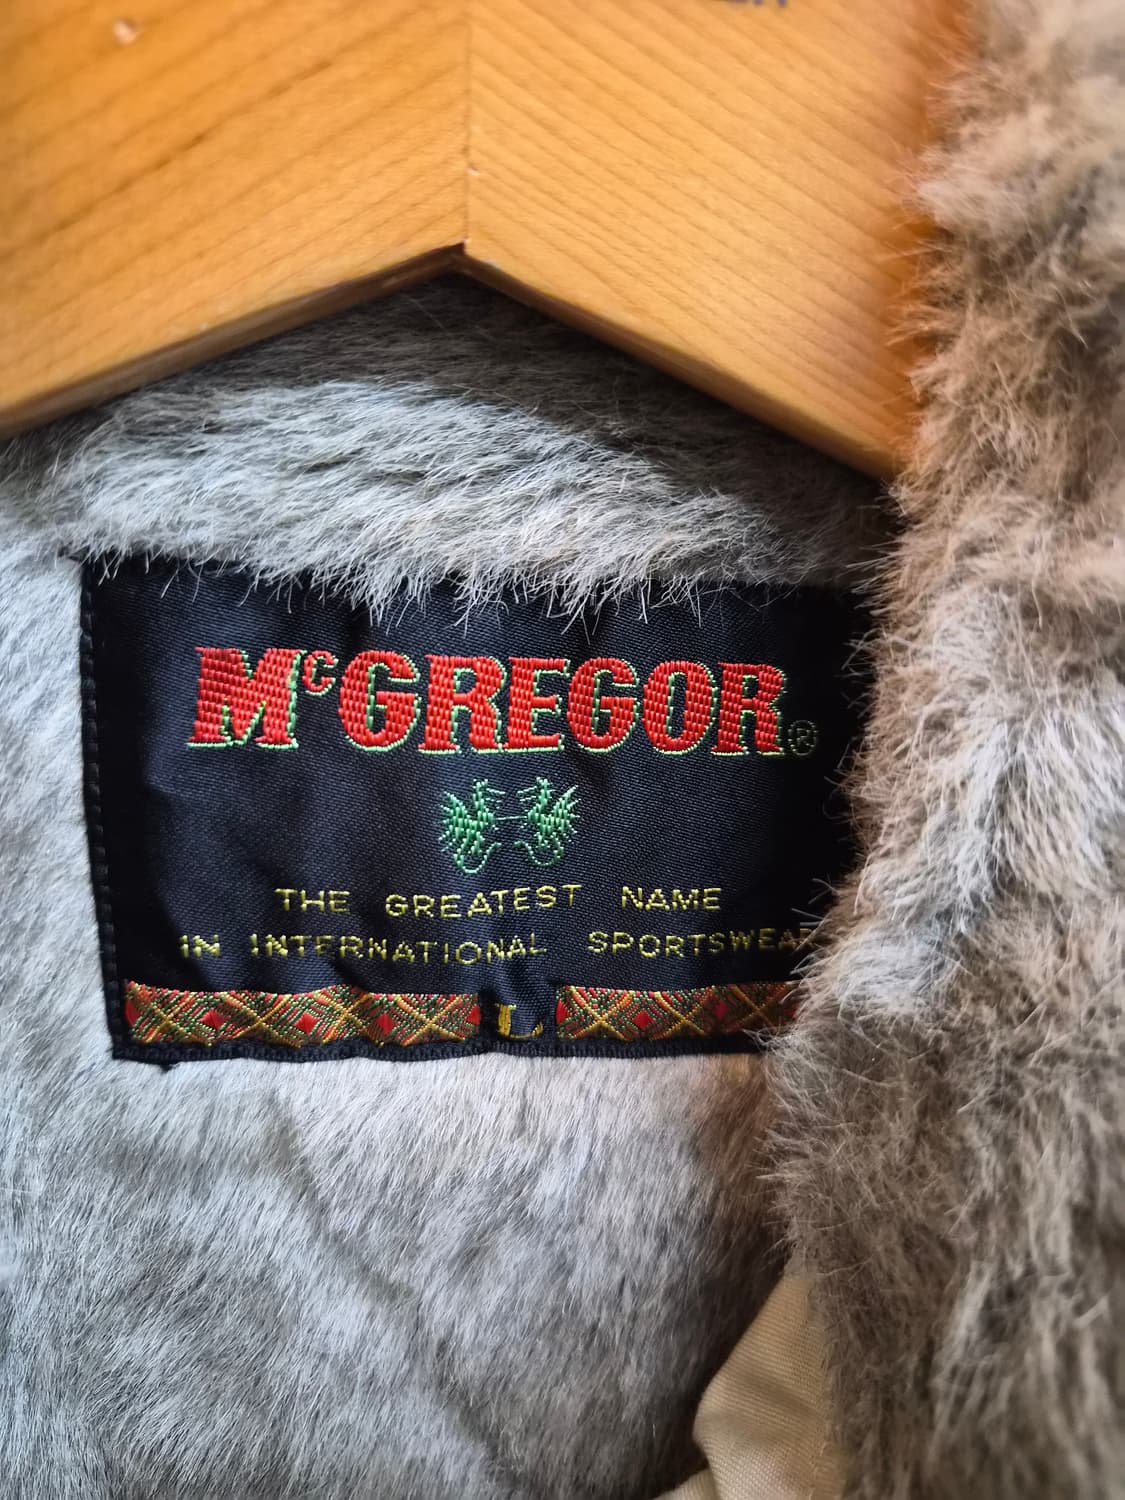 McGREGOR®
THE GREATEST NAME
IN INTERNATIONAL SPORTSWEAR
L